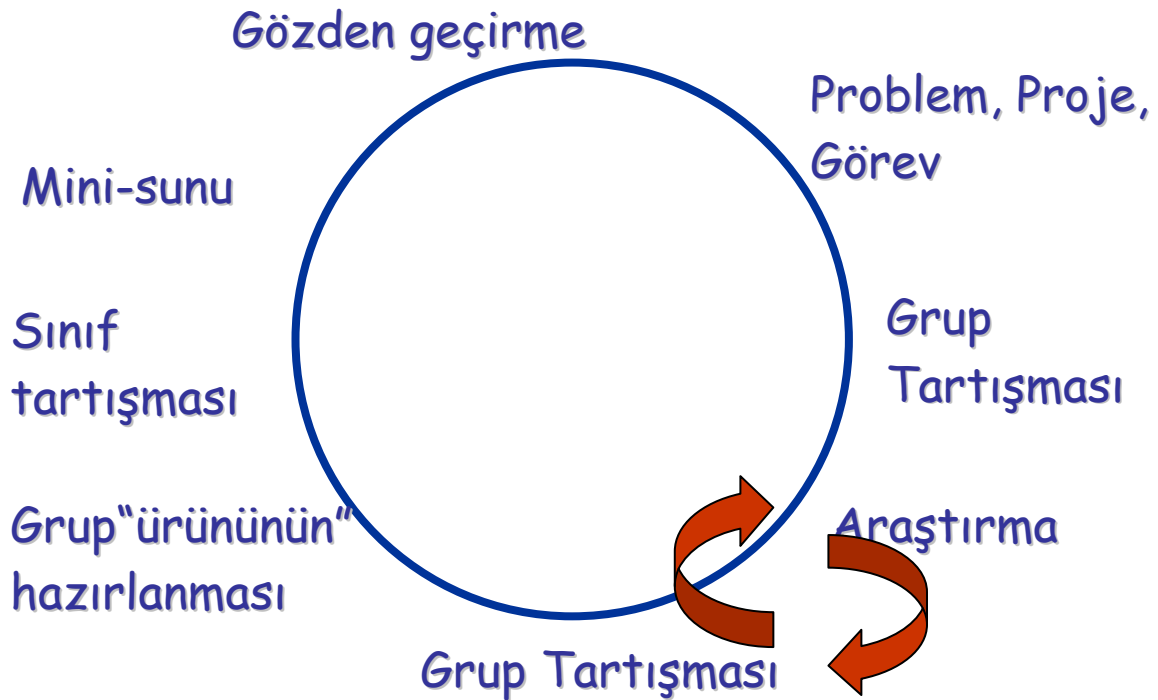 Gözden geçirme
Problem, Proje,
Görev
Mini-sunu
Grup
Tartışması
Sınıf
tartışması
Araştırma
Grup“ürününün”
hazırlanması
Grup Tartışması